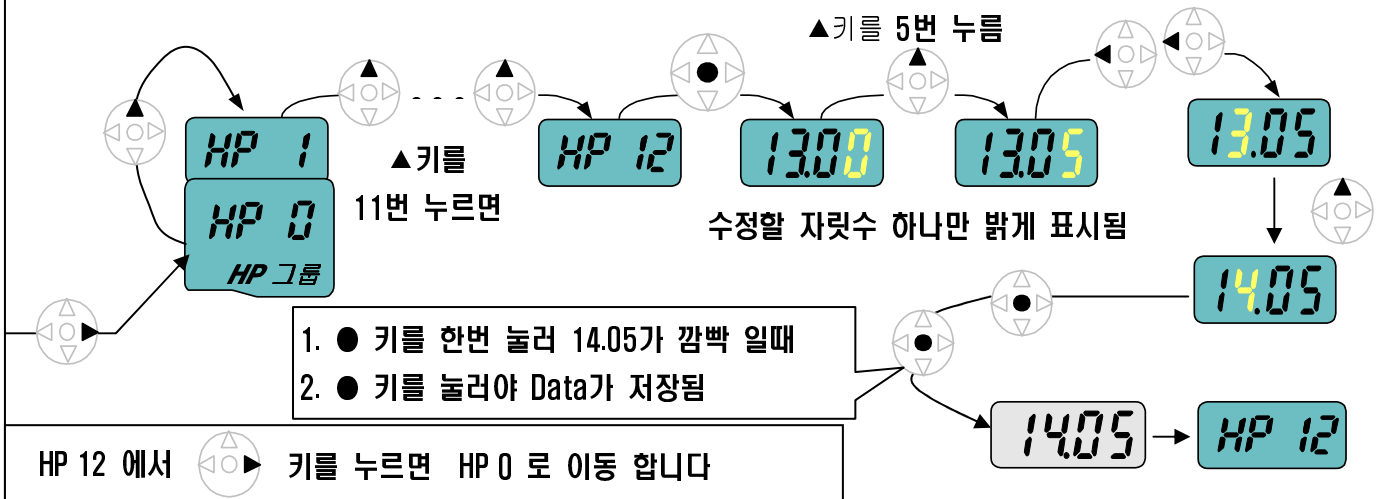 ▲키를 5번 누름
HP 1
HP 0
HP그룹
▲키를
11번 누르면
HP 12
13.00
13.05
13.05
수정할 자릿수 하나만 밝게 표시됨
14.05
1. ● 키를 한번 눌러 14.05가 깜빡 일때
2. ● 키를 눌러야 Data가 저장됨
14.05
HP 12
HP 12 에서 키를 누르면 HP 0 로 이동 합니다